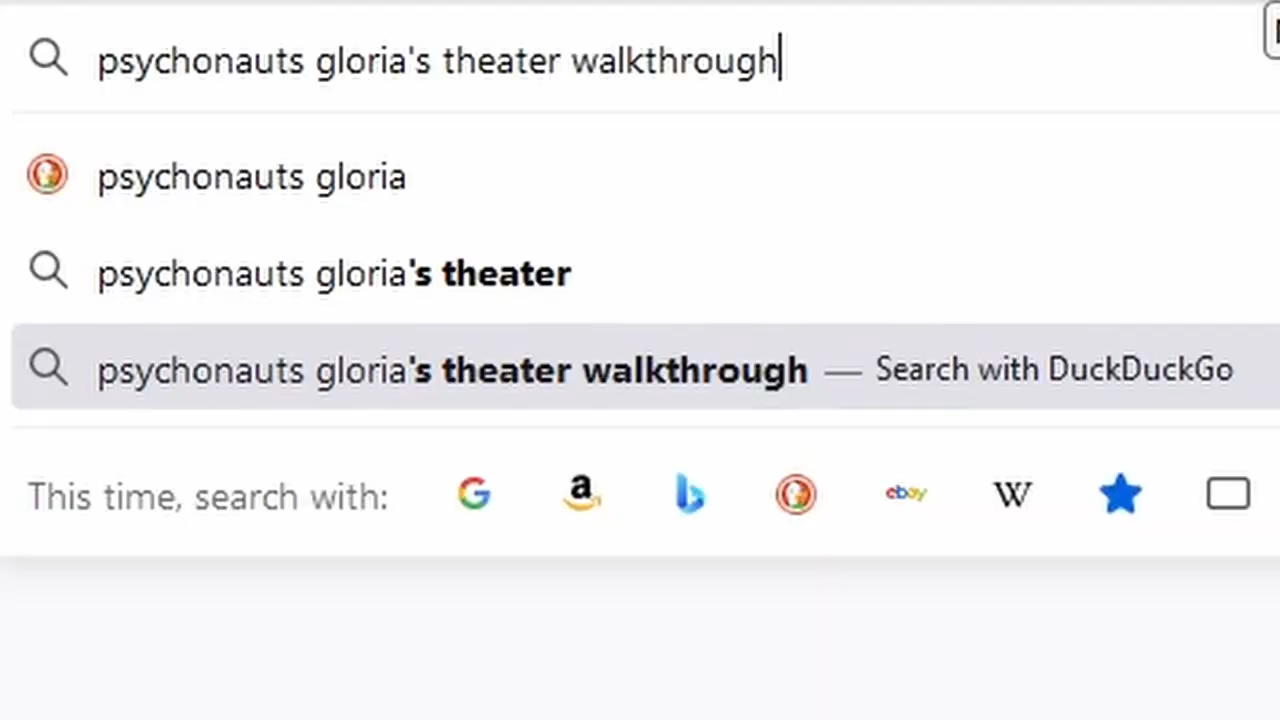 psychonauts gloria's theater walkthrough
psychonauts gloria
psychonauts gloria's theater
psychonauts gloria's theater walkthrough — Search with DuckDuckGo
This time, search with: G a b ebay W